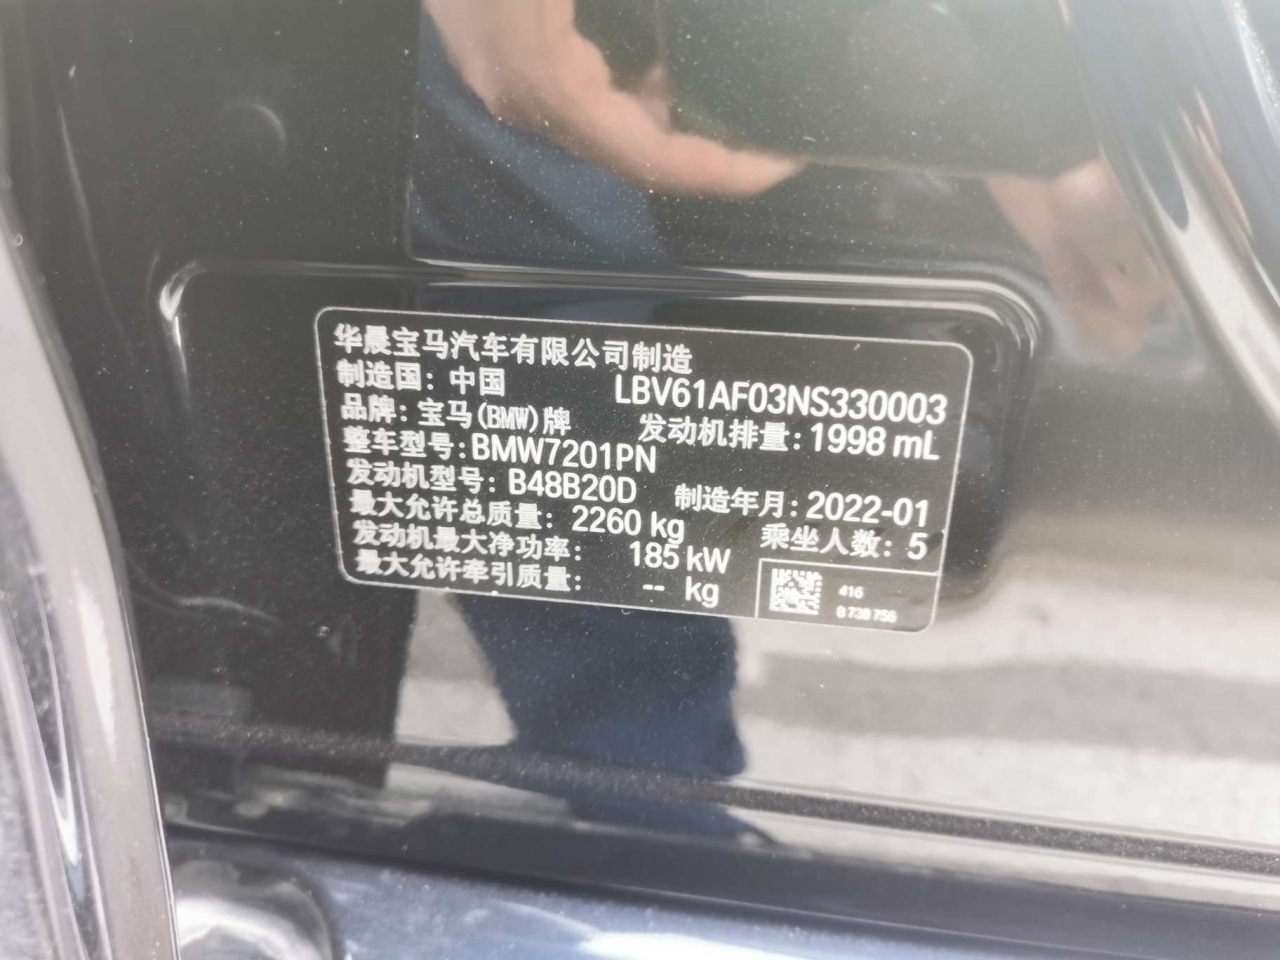 华晨宝马汽车有限公司制造
制造国: 中国 LBV61AF03NS330003
品牌: 宝马(BMW)牌 发动机排量: 1998 mL
整车型号: BMW7201PN
发动机型号: B48B20D 制造年月: 2022-01
最大允许总质量: 2260 kg 乘坐人数: 5
发动机最大净功率: 185 kW
最大允许牵引质量: -- kg
416
8 738 756